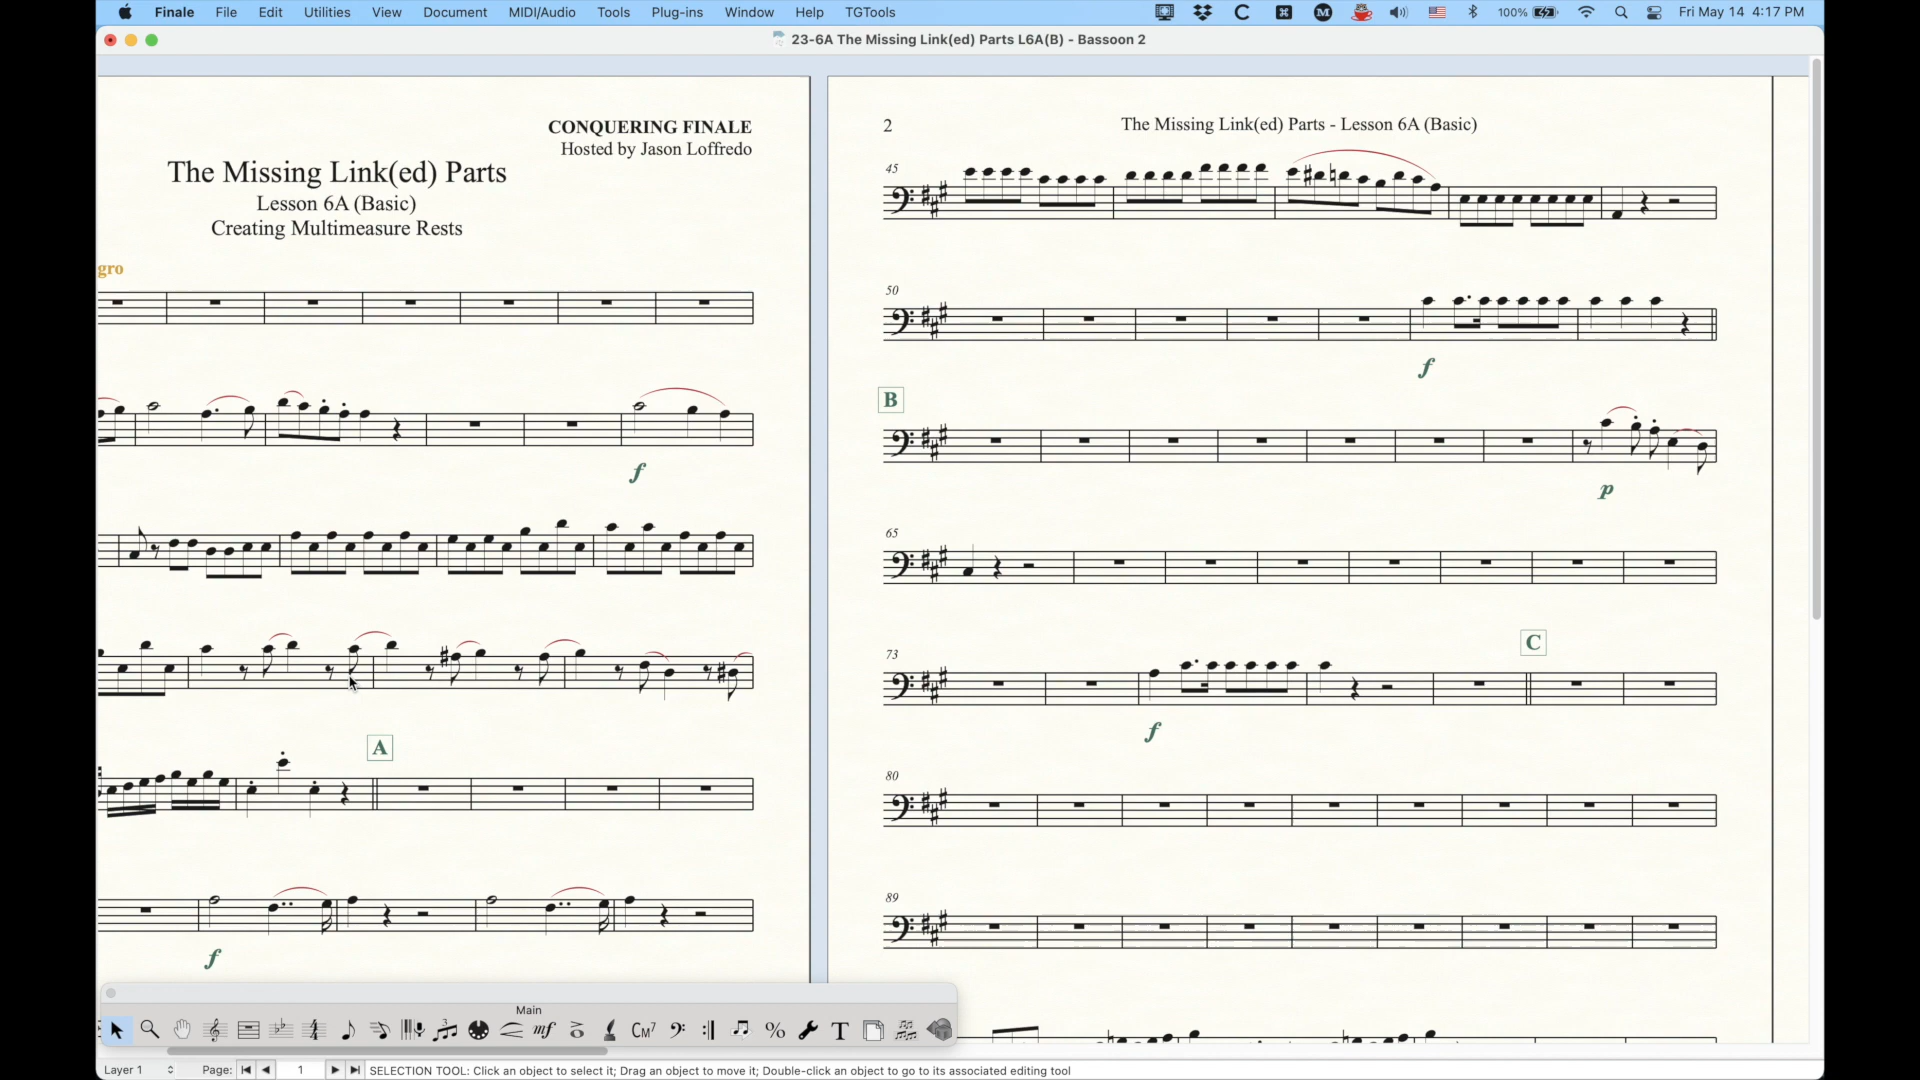 Finale File Edit Utilities View Document MIDI/Audio Tools Plug-ins Window Help TGTools 100% Fri May 14 4:17 PM
23-6A The Missing Link(ed) Parts L6A(B) - Bassoon 2
CONQUERING FINALE
Hosted by Jason Loffredo
The Missing Link(ed) Parts
Lesson 6A (Basic)
Creating Multimeasure Rests
gro
f
A
f
2
The Missing Link(ed) Parts - Lesson 6A (Basic)
45
50
f
B
p
65
73
C
f
80
89
Main
mf CM7 % T
Layer 1 Page: 1 SELECTION TOOL: Click an object to select it; Drag an object to move it; Double-click an object to go to its associated editing tool